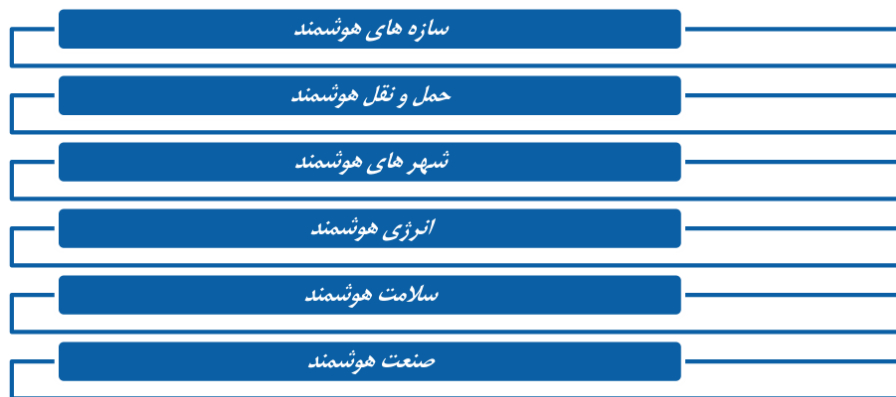 سازه های هوشمند
حمل و نقل هوشمند
شهر های هوشمند
انرژی هوشمند
سلامت هوشمند
صنعت هوشمند